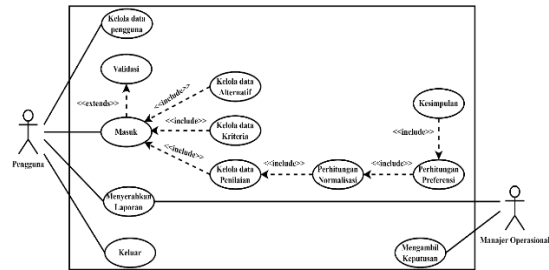 Kelola data
pengguna
Validasi
<<extends>>
Masuk
<<include>>
Kelola data
Alternatif
<<include>>
Kelola data
Kriteria
<<include>>
Kelola data
Penilaian
<<include>>
Perhitungan
Normalisasi
<<include>>
Perhitungan
Preferensi
<<include>>
Kesimpulan
Pengguna
Menyerahkan
Laporan
Keluar
Mengambil
Keputusan
Manajer Operasional